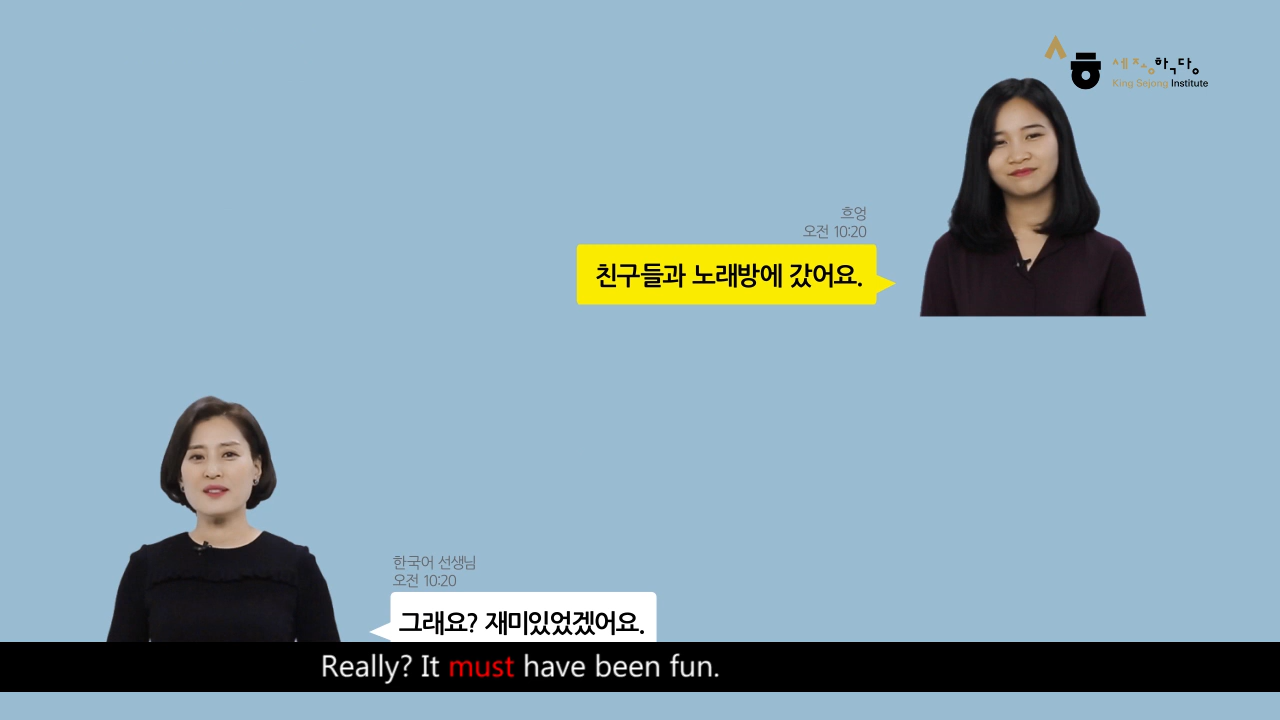 세종학당
King Sejong Institute
흐엉
오전 10:20
친구들과 노래방에 갔어요.
한국어 선생님
오전 10:20
그래요? 재미있었겠어요.
Really? It must have been fun.